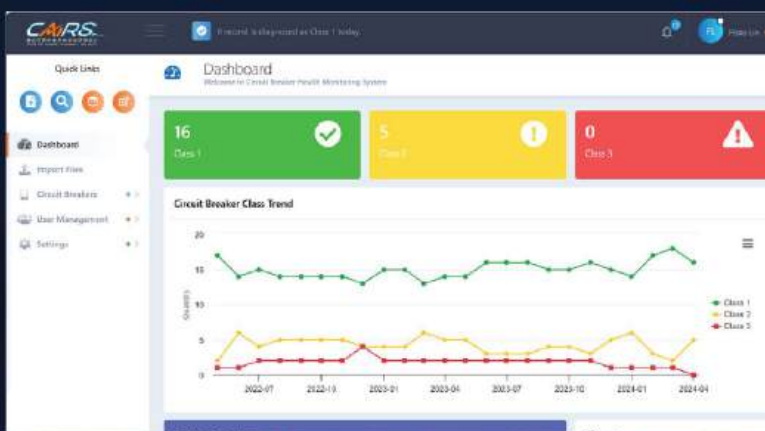 CAIRS
0 record is diagnosed as Class 1 today.
FL
Quick Links
Dashboard
Welcome to Circuit Breaker Health Monitoring System
Dashboard
Import Files
Circuit Breakers
User Management
Settings
16
Class 1
5
Class 2
0
Class 3
Circuit Breaker Class Trend
20
15
10
5
0
2022-07
2022-10
2023-01
2023-04
2023-07
2023-10
2024-01
2024-04
Class 1
Class 2
Class 3